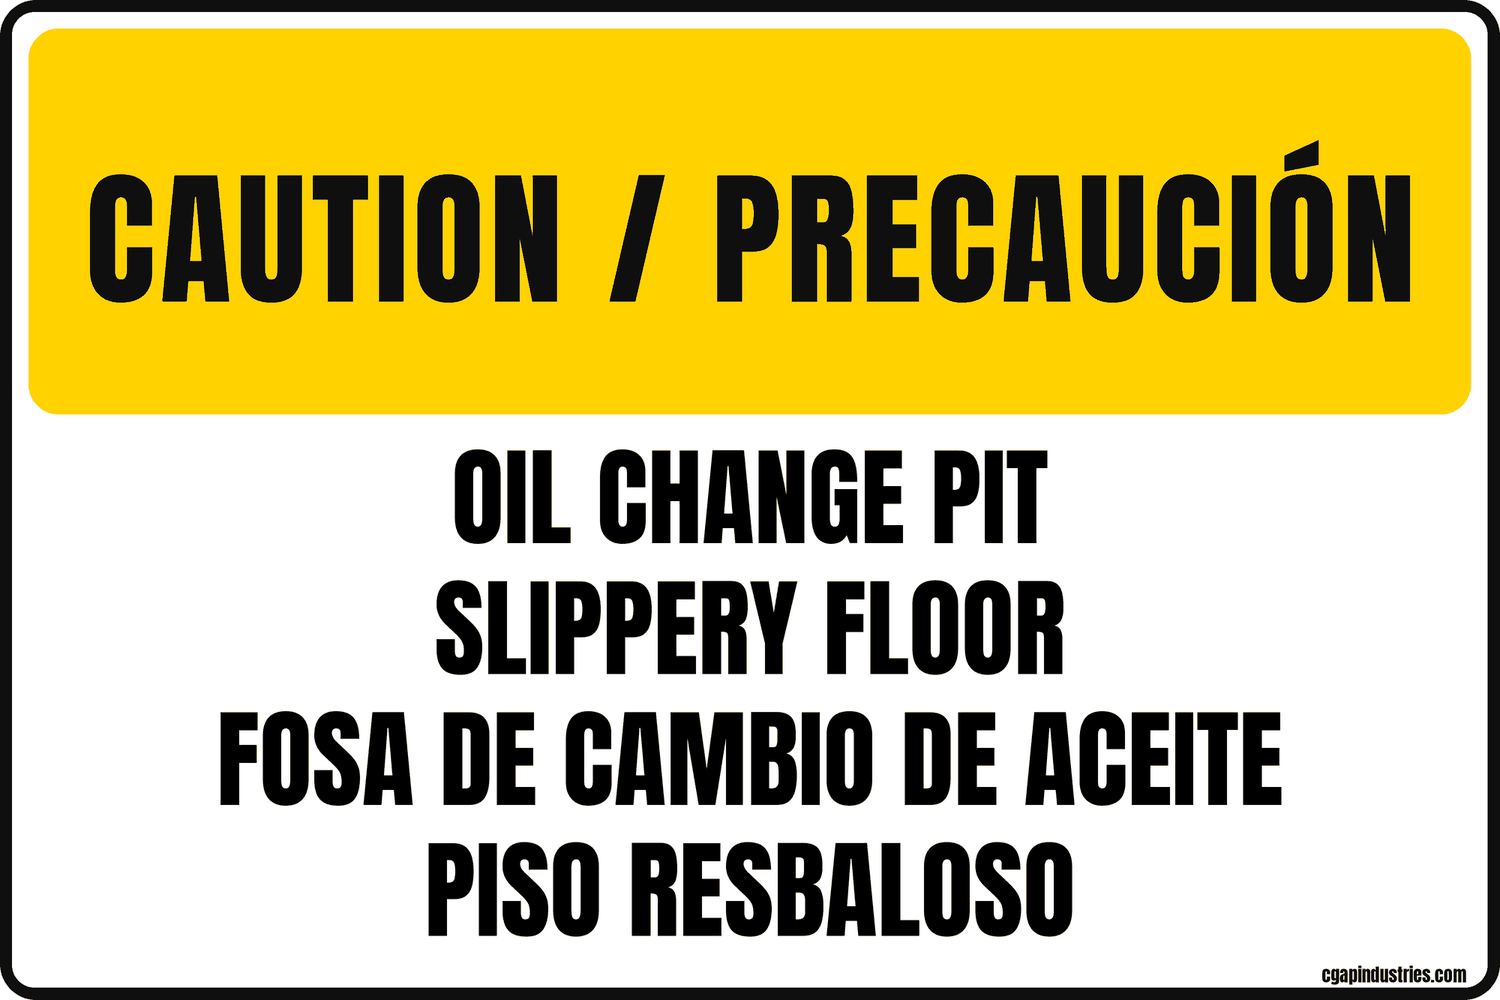 CAUTION / PRECAUCIÓN
OIL CHANGE PIT
SLIPPERY FLOOR
FOSA DE CAMBIO DE ACEITE
PISO RESBALOSO
cgapindustries.com